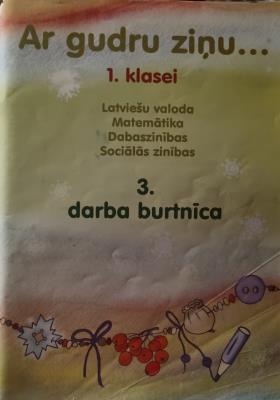 Ar gudru ziņu...
1. klasei
Latviešu valoda
Matemātika
Dabaszinības
Sociālās zinības
3.
darba burtnīca